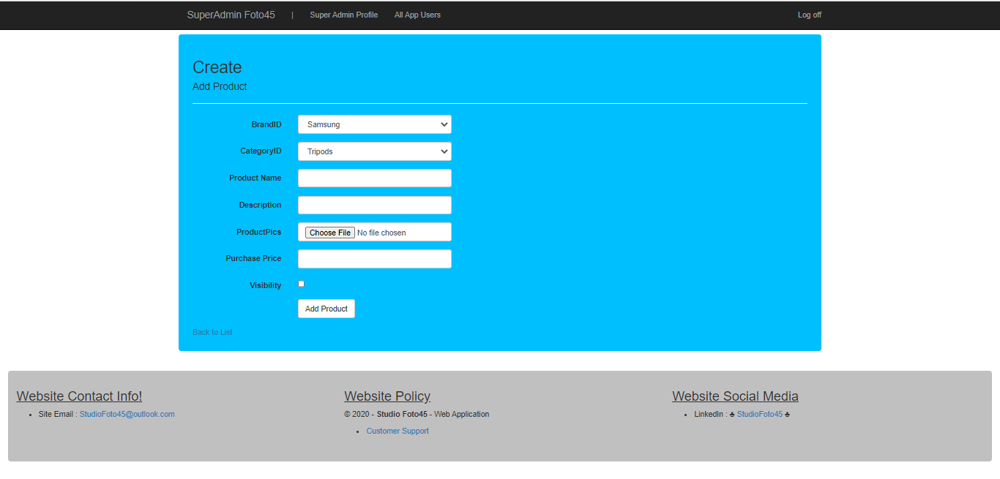 SuperAdmin Foto45 | Super Admin Profile All App Users Log off
Create
Add Product
BrandID Samsung
CategoryID Tripods
Product Name
Description
ProductPics Choose File No file chosen
Purchase Price
Visibility
Add Product
Back to List
Website Contact Info!
• Site Email : StudioFoto45@outlook.com
Website Policy
© 2020 - Studio Foto45 - Web Application
• Customer Support
Website Social Media
• LinkedIn : ♣ StudioFoto45 ♣